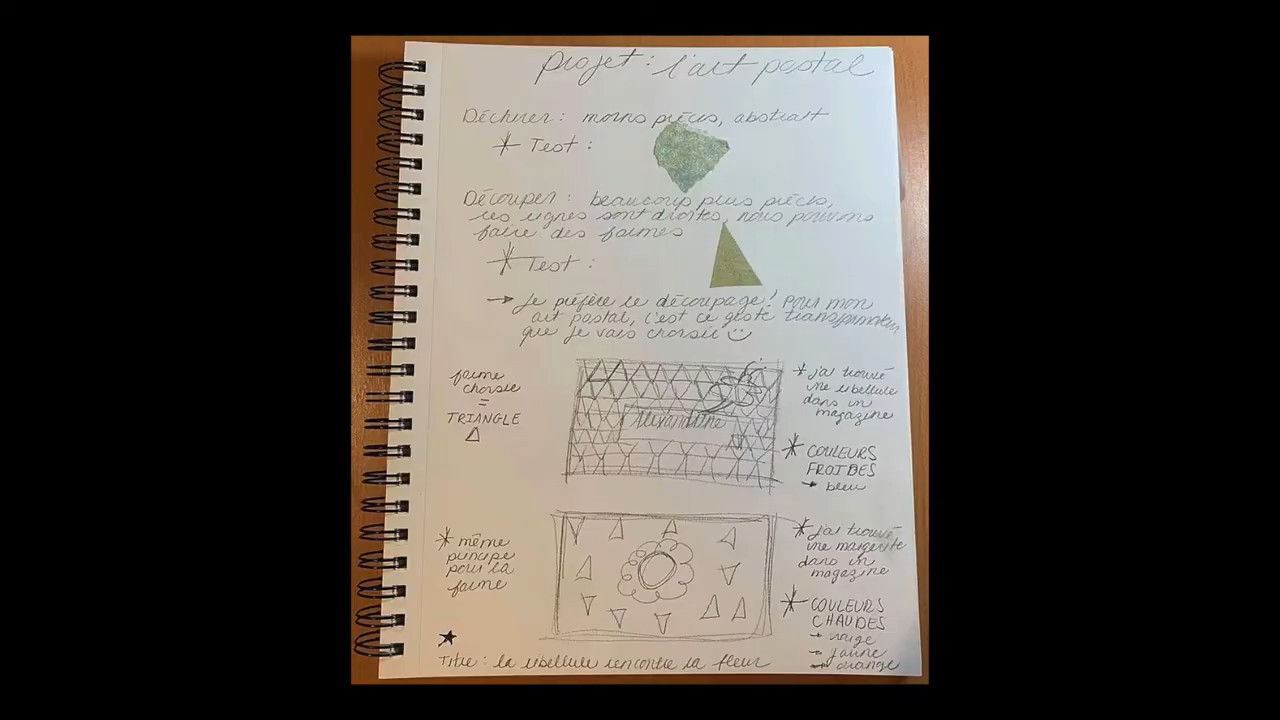 projet : l'art postal
Déchirer : moins pièces, abstrait
* Test :
Découper : beaucoup plus pièces,
les lignes sont droites, nous pouvons
faire des formes
* Test :
→ Je préfère le découpage! Pour mon
art postal, c'est ce geste transformateur
que je vais choisir
forme
choisie
=
TRIANGLE
Alexandrine
* j'ai trouvé
une libellule
dans un
magazine
* COULEURS
FROIDES
→ bleu
* même
principe
pour la
forme
* j'ai trouvé
une marguerite
dans un
magazine
* COULEURS
CHAUDES
→ rouge
→ jaune
→ orange
Titre : la libellule rencontre la fleur